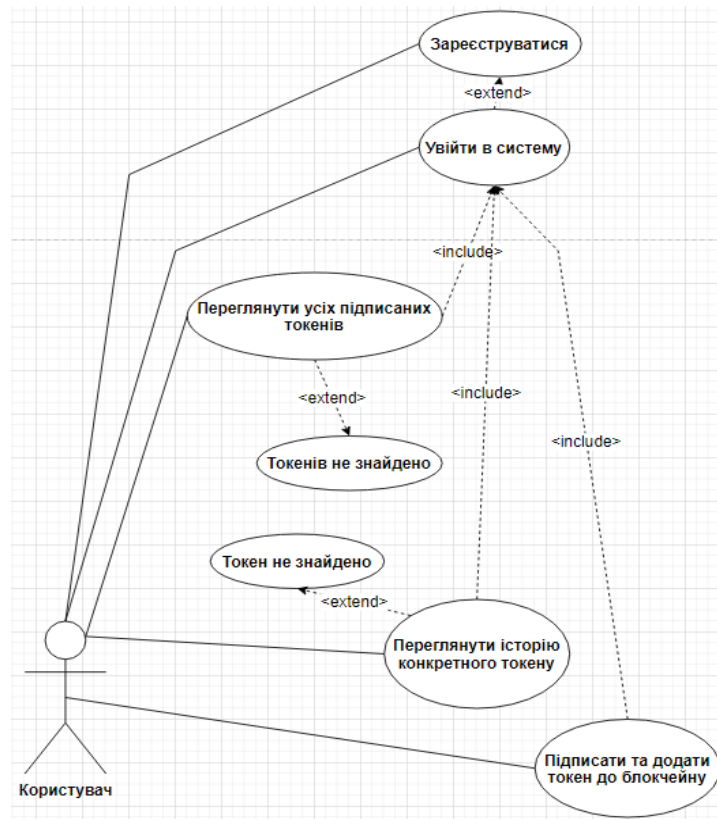 Зареєструватися
<extend>
Увійти в систему
<include>
Переглянути усіх підписаних
токенів
<extend>
<include>
<include>
Токенів не знайдено
Токен не знайдено
<extend>
Переглянути історію
конкретного токену
Підписати та додати
токен до блокчейну
Користувач